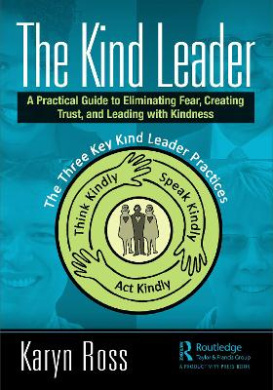 The Kind Leader
A Practical Guide to Eliminating Fear, Creating
Trust, and Leading with Kindness
The Three Key Kind Leader Practices
Think Kindly
Speak Kindly
Act Kindly
Karyn Ross
Routledge
Taylor & Francis Group
A PRODUCTIVITY PRESS BOOK